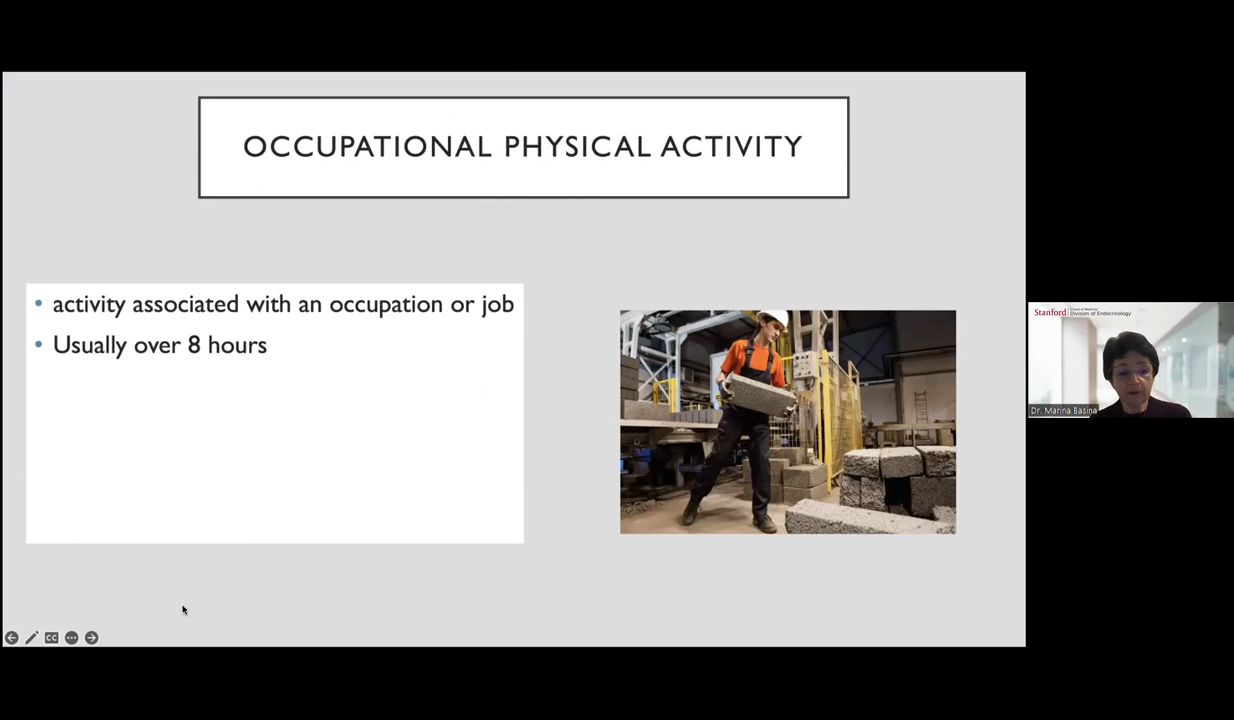 OCCUPATIONAL PHYSICAL ACTIVITY
• activity associated with an occupation or job
• Usually over 8 hours
Stanford
Division of Endocrinology
Dr. Marina Basina
CC